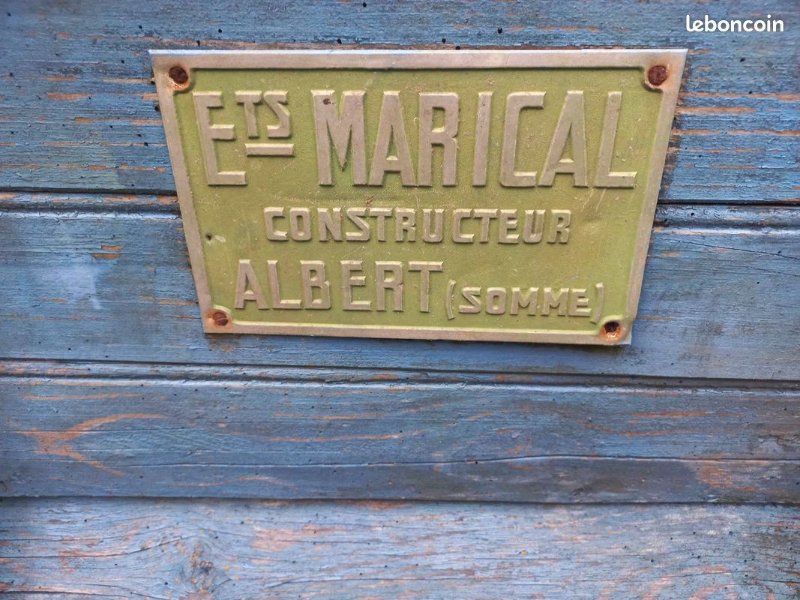 leboncoin
ETS MARICAL
CONSTRUCTEUR
ALBERT (SOMME)